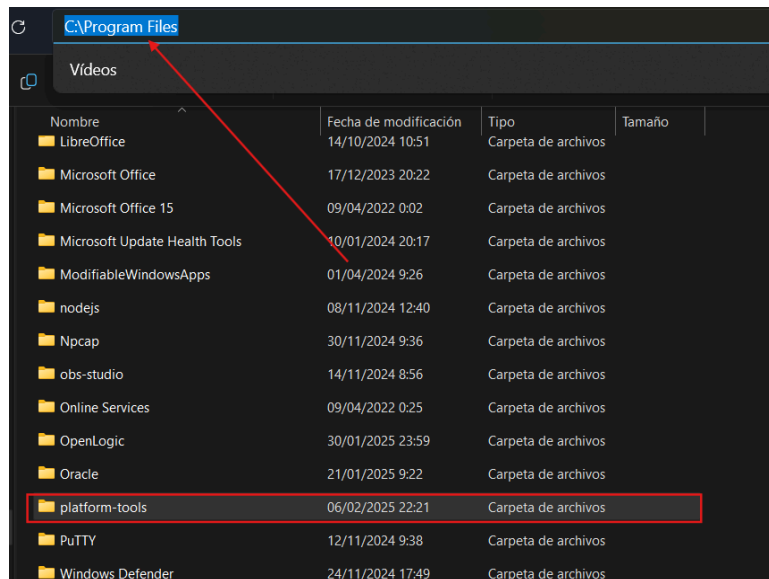 C:\Program Files
Vídeos
Nombre Fecha de modificación Tipo Tamaño
LibreOffice 14/10/2024 10:51 Carpeta de archivos
Microsoft Office 17/12/2023 20:22 Carpeta de archivos
Microsoft Office 15 09/04/2022 0:02 Carpeta de archivos
Microsoft Update Health Tools 10/01/2024 20:17 Carpeta de archivos
ModifiableWindowsApps 01/04/2024 9:26 Carpeta de archivos
nodejs 08/11/2024 12:40 Carpeta de archivos
Npcap 30/11/2024 9:36 Carpeta de archivos
obs-studio 14/11/2024 8:56 Carpeta de archivos
Online Services 09/04/2022 0:25 Carpeta de archivos
OpenLogic 30/01/2025 23:59 Carpeta de archivos
Oracle 21/01/2025 9:22 Carpeta de archivos
platform-tools 06/02/2025 22:21 Carpeta de archivos
PuTTY 12/11/2024 9:38 Carpeta de archivos
Windows Defender 24/11/2024 17:49 Carpeta de archivos